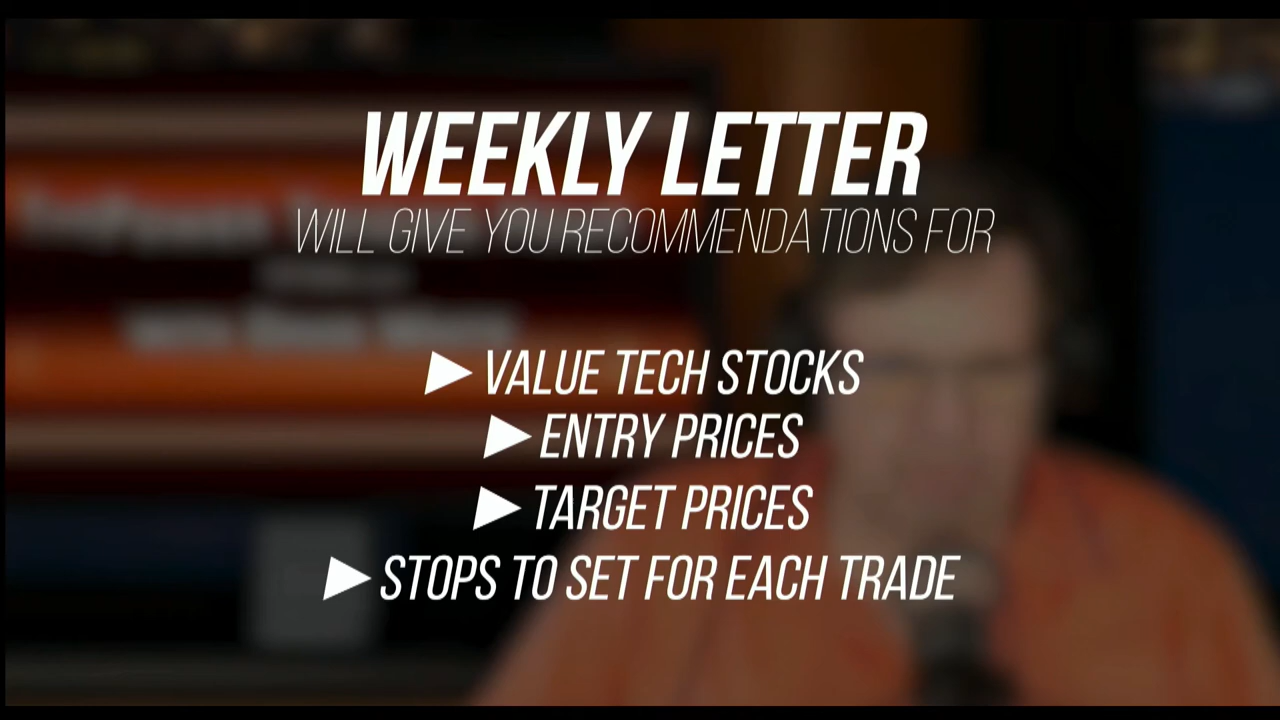 WEEKLY LETTER
WILL GIVE YOU RECOMMENDATIONS FOR
▶ VALUE TECH STOCKS
▶ ENTRY PRICES
▶ TARGET PRICES
▶ STOPS TO SET FOR EACH TRADE